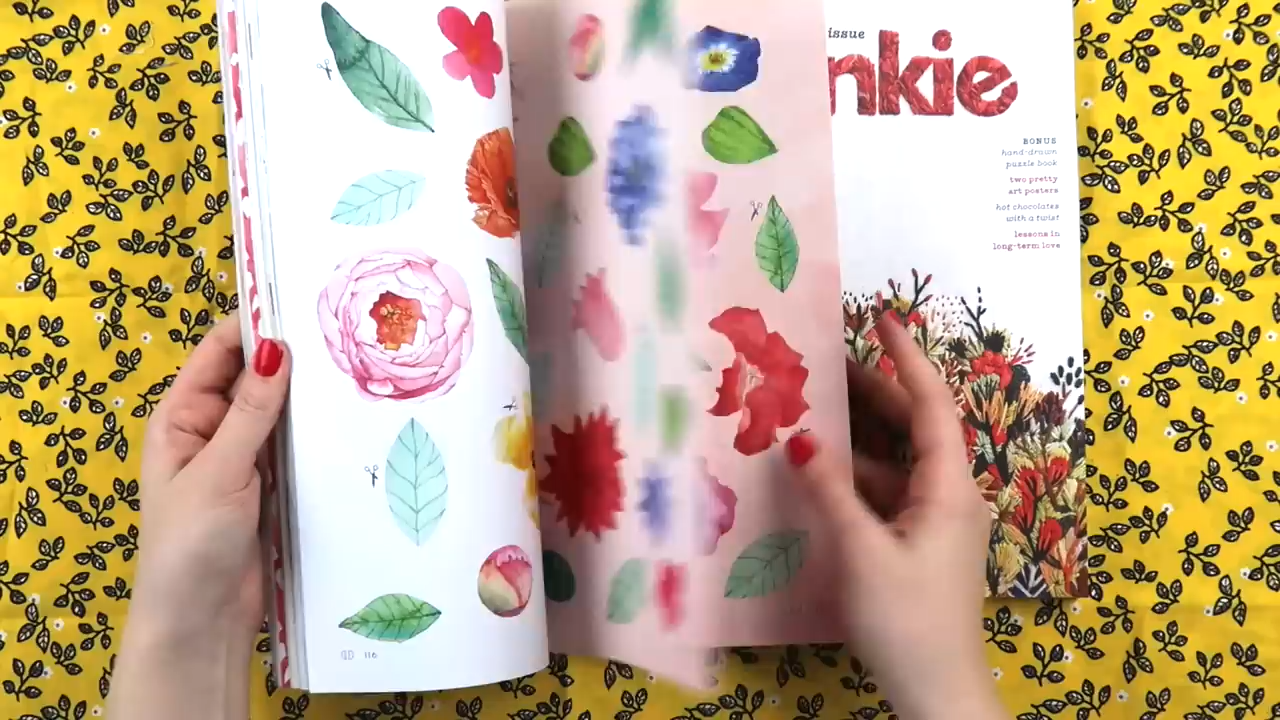 issue
nkie
BONUS
hand-drawn
puzzle book
two pretty
art posters
hot chocolates
with a twist
lessons in
long-term love
116